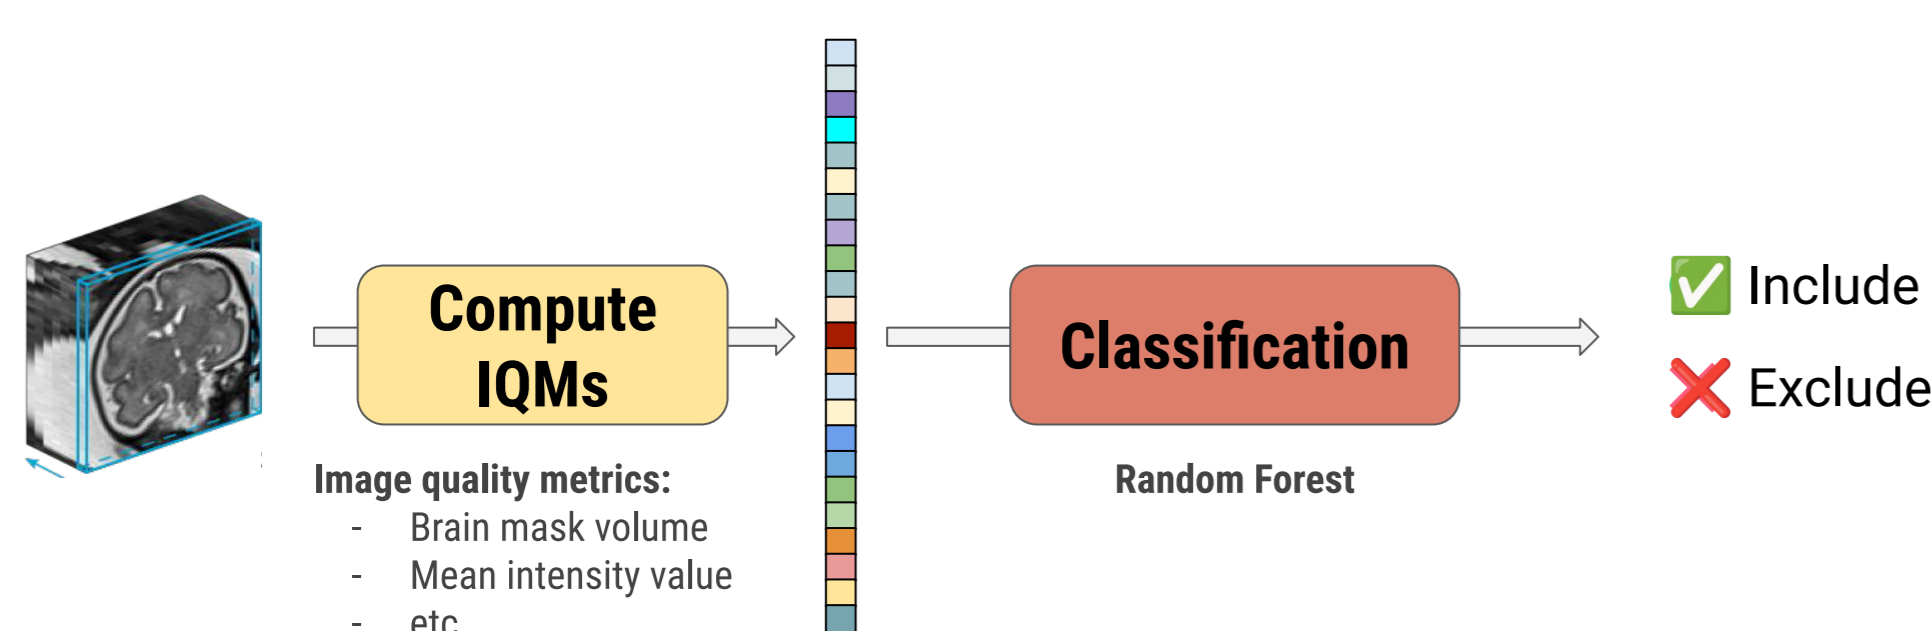 Compute
IQMs
Classification
Include
Exclude
Image quality metrics:
- Brain mask volume
- Mean intensity value
- etc
Random Forest